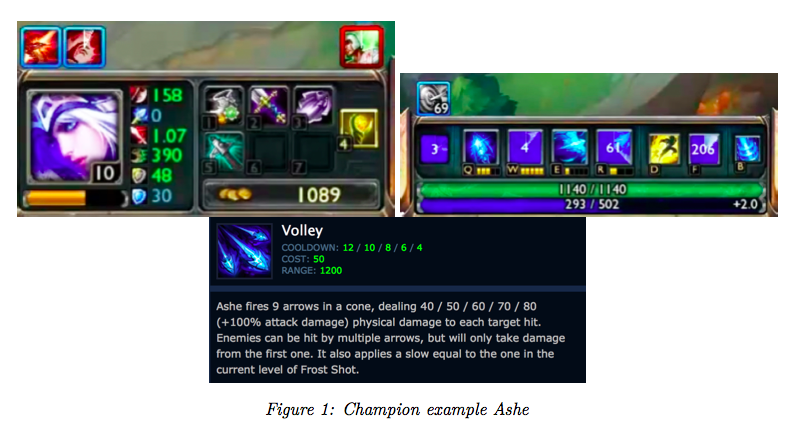 158
0
1.07
390
48
30
10
1
2
3
4
5
6
7
1089
69
3
4
61
206
Q
W
E
R
D
F
B
1140 / 1140
293 / 502
+2.0
Volley
COOLDOWN: 12 / 10 / 8 / 6 / 4
COST: 50
RANGE: 1200
Ashe fires 9 arrows in a cone, dealing 40 / 50 / 60 / 70 / 80
(+100% attack damage) physical damage to each target hit.
Enemies can be hit by multiple arrows, but will only take damage
from the first one. It also applies a slow equal to the one in the
current level of Frost Shot.
Figure 1: Champion example Ashe